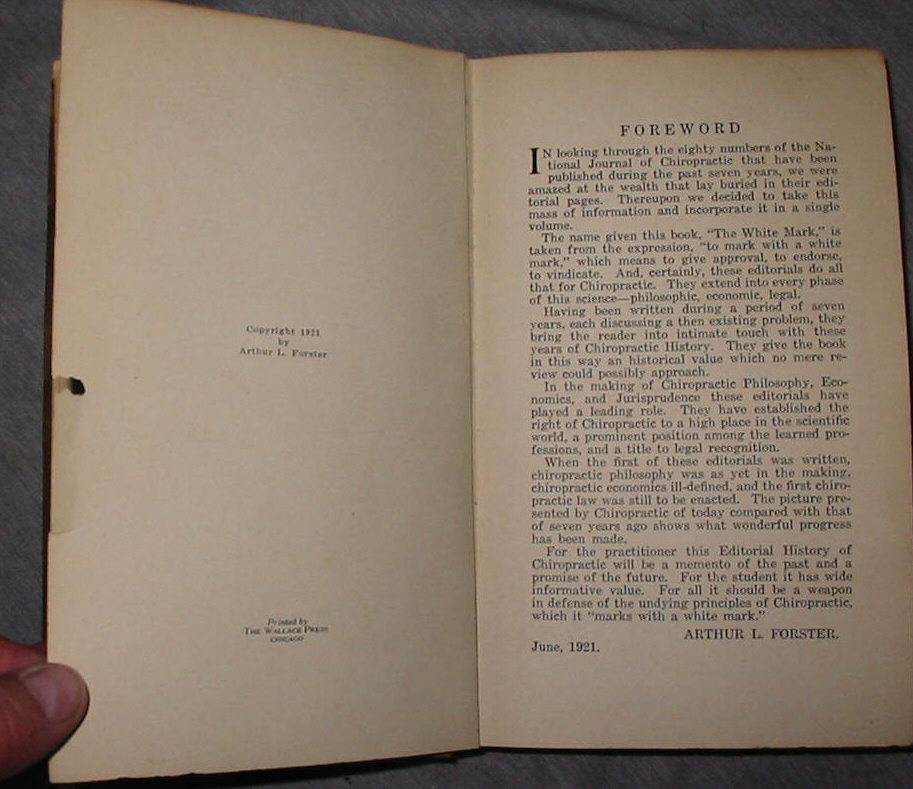 Copyright 1921
by
Arthur L. Forster
Printed by
THE WALLACE PRESS
CHICAGO
FOREWORD
IN looking through the eighty numbers of the Na-
tional Journal of Chiropractic that have been
published during the past seven years, we were
amazed at the wealth that lay buried in their edi-
torial pages. Thereupon we decided to take this
mass of information and incorporate it in a single
volume.
The name given this book, "The White Mark," is
taken from the expression, "to mark with a white
mark," which means to give approval, to endorse,
to vindicate. And, certainly, these editorials do all
that for Chiropractic. They extend into every phase
of this science—philosophic, economic, legal.
Having been written during a period of seven
years, each discussing a then existing problem, they
bring the reader into intimate touch with these
years of Chiropractic History. They give the book
in this way an historical value which no mere re-
view could possibly approach.
In the making of Chiropractic Philosophy, Eco-
nomics, and Jurisprudence these editorials have
played a leading role. They have established the
right of Chiropractic to a high place in the scientific
world, a prominent position among the learned pro-
fessions, and a title to legal recognition.
When the first of these editorials was written,
chiropractic philosophy was as yet in the making,
chiropractic economics ill-defined, and the first chiro-
practic law was still to be enacted. The picture pre-
sented by Chiropractic of today compared with that
of seven years ago shows what wonderful progress
has been made.
For the practitioner this Editorial History of
Chiropractic will be a memento of the past and a
promise of the future. For the student it has wide
informative value. For all it should be a weapon
in defense of the undying principles of Chiropractic,
which it "marks with a white mark."
ARTHUR L. FORSTER.
June, 1921.